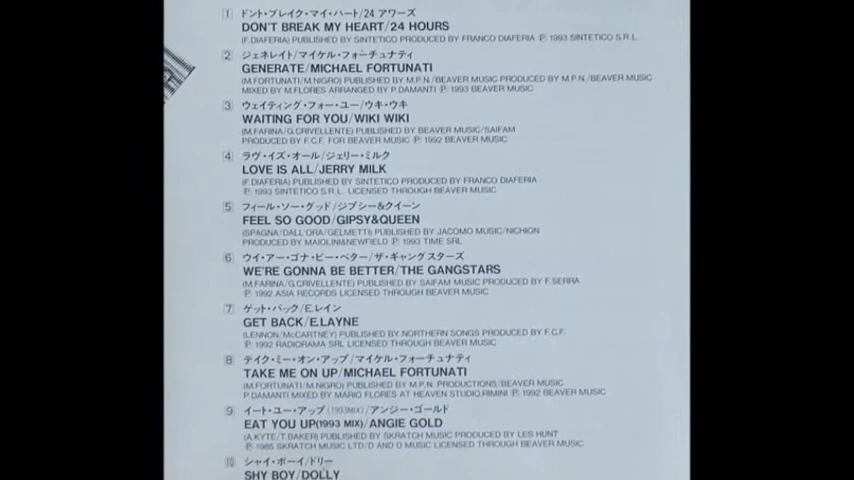 1 ドント・ブレイク・マイ・ハート/24 アワーズ
DON'T BREAK MY HEART/24 HOURS
(F.DIAFERIA) PUBLISHED BY SINTETICO PRODUCED BY FRANCO DIAFERIA Ⓟ 1993 SINTETICO S.R.L.
2 ジェネレイト/マイケル・フォーチュナティ
GENERATE/MICHAEL FORTUNATI
(M.FORTUNATI/M.NIGRO) PUBLISHED BY M.P.N./BEAVER MUSIC PRODUCED BY M.P.N./BEAVER MUSIC
MIXED BY M.FLORES ARRANGED BY P.DAMANTI Ⓟ 1993 BEAVER MUSIC
3 ウェイティング・フォー・ユー/ウキ・ウキ
WAITING FOR YOU/WIKI WIKI
(M.FARINA/G.CRIVELLENTE) PUBLISHED BY BEAVER MUSIC/SAIFAM
PRODUCED BY F.C.F. FOR BEAVER MUSIC Ⓟ 1992 BEAVER MUSIC
4 ラヴ・イズ・オール/ジェリー・ミルク
LOVE IS ALL/JERRY MILK
(F.DIAFERIA) PUBLISHED BY SINTETICO PRODUCED BY FRANCO DIAFERIA
Ⓟ 1993 SINTETICO S.R.L. LICENSED THROUGH BEAVER MUSIC
5 フィール・ソー・グッド/ジプシー&クイーン
FEEL SO GOOD/GIPSY&QUEEN
(SPAGNA/DALL'ORA/GELMETTI) PUBLISHED BY JACOMO MUSIC/NICHION
PRODUCED BY MAIOLINI&NEWFIELD Ⓟ 1993 TIME SRL
6 ウイ・アー・ゴナ・ビー・ベター/ザ・ギャングスターズ
WE'RE GONNA BE BETTER/THE GANGSTARS
(M.FARINA/G.CRIVELLENTE) PUBLISHED BY SAIFAM MUSIC PRODUCED BY F.SERRA
Ⓟ 1992 ASIA RECORDS LICENSED THROUGH BEAVER MUSIC
7 ゲット・バック/E.レイン
GET BACK/E.LAYNE
(LENNON/McCARTNEY) PUBLISHED BY NORTHERN SONGS PRODUCED BY F.C.F.
Ⓟ 1992 RADIORAMA SRL LICENSED THROUGH BEAVER MUSIC
8 テイク・ミー・オン・アップ/マイケル・フォーチュナティ
TAKE ME ON UP/MICHAEL FORTUNATI
(M.FORTUNATI/M.NIGRO) PUBLISHED BY M.P.N. PRODUCTIONS/BEAVER MUSIC
P.DAMANTI MIXED BY MARIO FLORES AT HEAVEN STUDIO.RIMINI Ⓟ 1992 BEAVER MUSIC
9 イート・ユー・アップ(1993MIX)/アンジー・ゴールド
EAT YOU UP(1993 MIX)/ANGIE GOLD
(A.KYTE/T.BAKER) PUBLISHED BY SKRATCH MUSIC PRODUCED BY LES HUNT
Ⓟ 1985 SKRATCH MUSIC LTD/D AND D MUSIC LICENSED THROUGH BEAVER MUSIC
10 シャイ・ボーイ/ドリー
SHY BOY/DOLLY